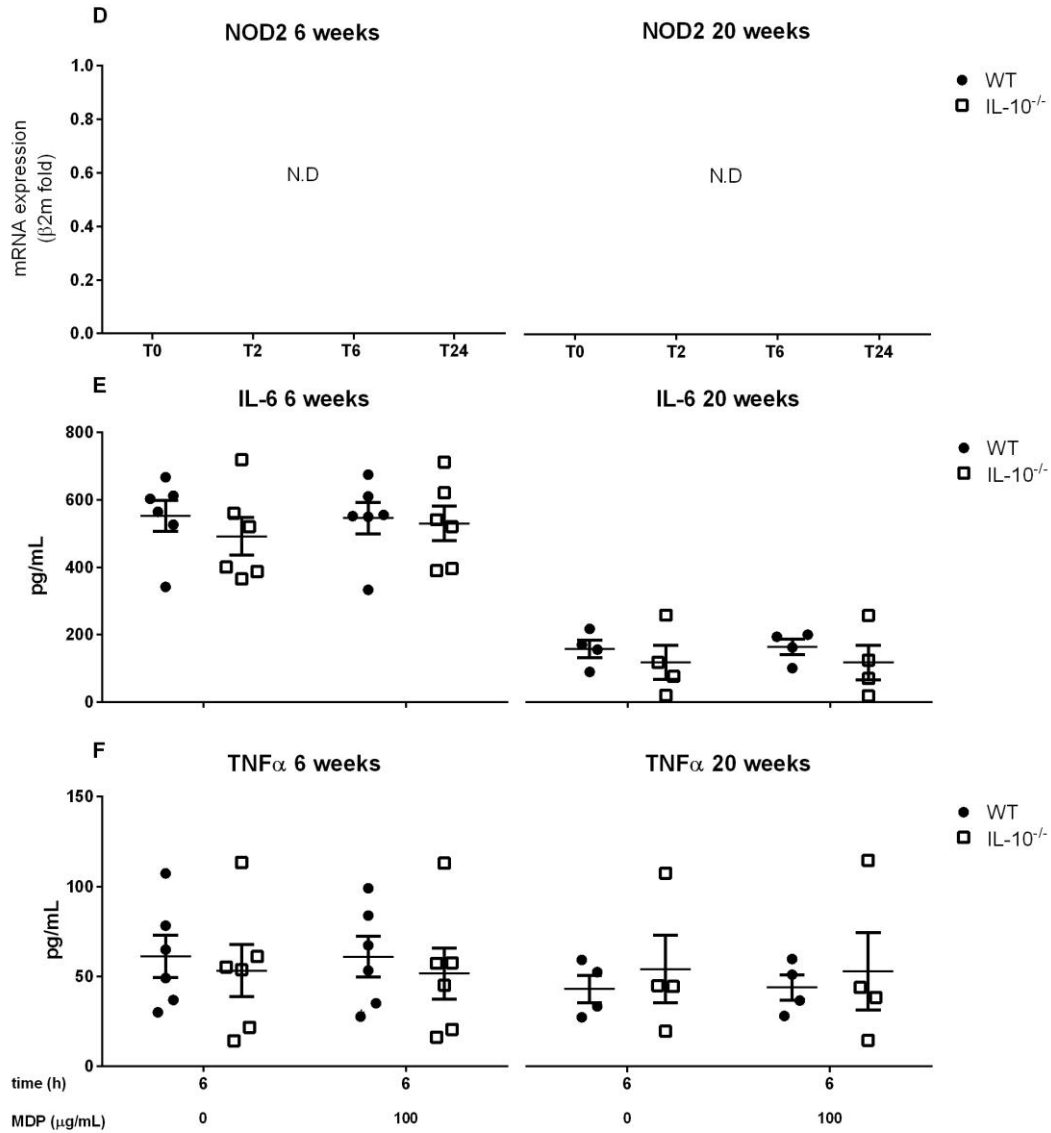 D
NOD2 6 weeks
NOD2 20 weeks
mRNA expression
(β2m fold)
1.0
0.8
0.6
0.4
0.2
0.0
N.D
N.D
WT
IL-10-/-
T0 T2 T6 T24
T0 T2 T6 T24
E
IL-6 6 weeks
IL-6 20 weeks
pg/mL
800
600
400
200
0
WT
IL-10-/-
F
TNFα 6 weeks
TNFα 20 weeks
pg/mL
150
100
50
0
WT
IL-10-/-
time (h) 6 6 6 6
MDP (μg/mL) 0 100 0 100